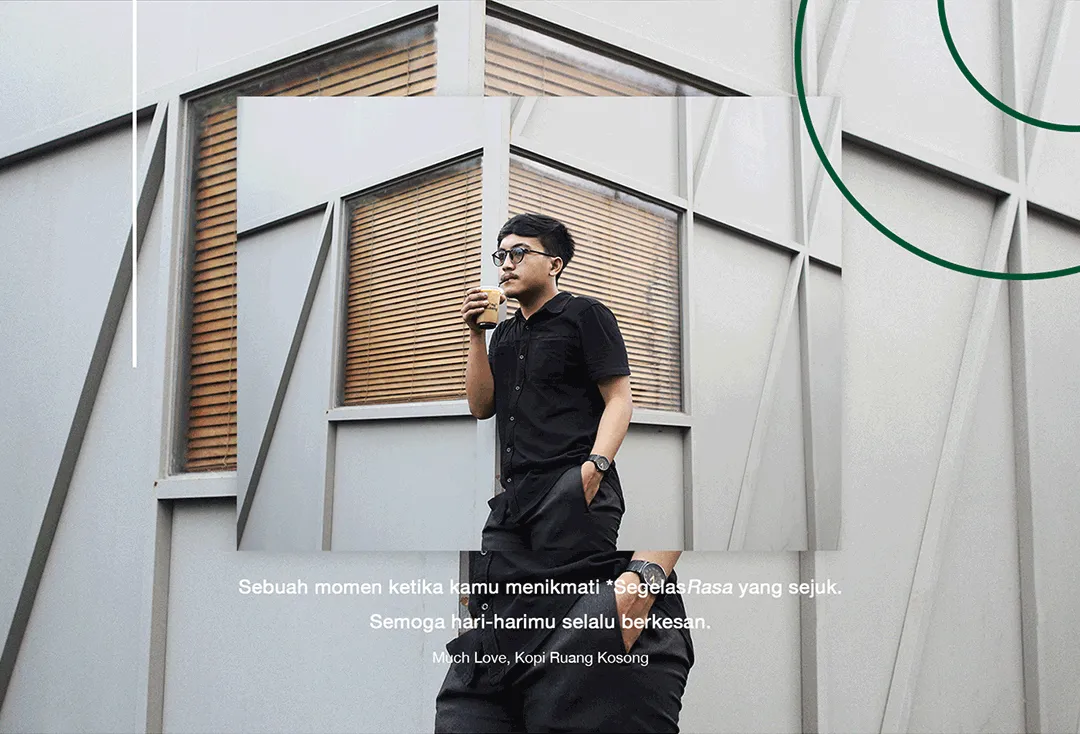 Sebuah momen ketika kamu menikmati *SegelasRasa yang sejuk.
Semoga hari-harimu selalu berkesan.
Much Love, Kopi Ruang Kosong